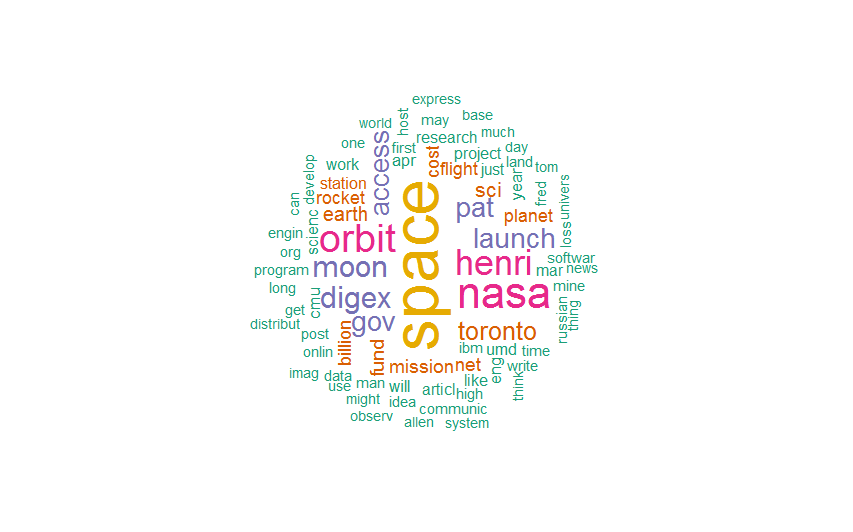 express
world
host
may
base
one
first
research
much
access
apr
cost
project
day
develop
work
flight
just
land
tom
station
sci
year
fred
univers
can
rocket
pat
planet
scienc
earth
space
loss
engin
orbit
launch
org
moon
henri
softwar
program
mar
news
long
digex
nasa
mine
cmu
get
gov
toronto
russian
thing
distribut
post
billion
fund
ibm
umd
time
onlin
mission
net
eng
write
imag
data
use
man
will
articl
like
high
think
might
idea
communic
observ
allen
system